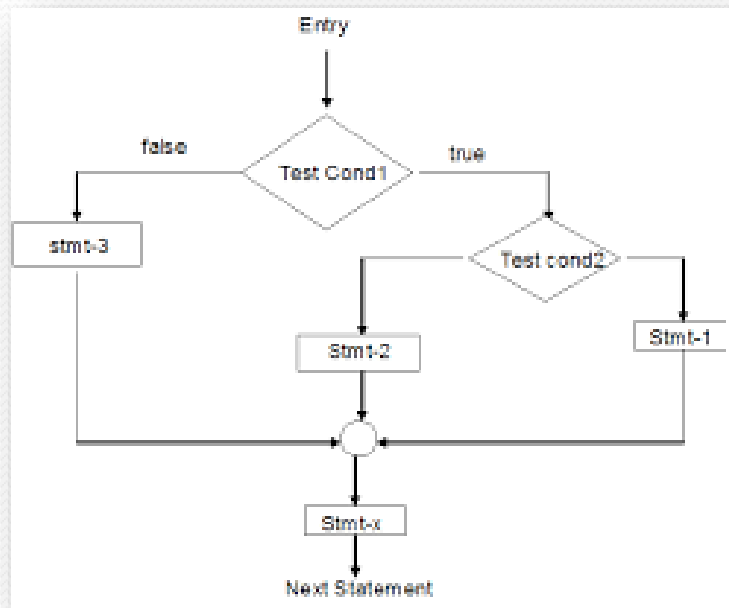 Entry
false
true
Test Cond1
stmt-3
Test cond2
Stmt-2
Stmt-1
Stmt-x
Next Statement